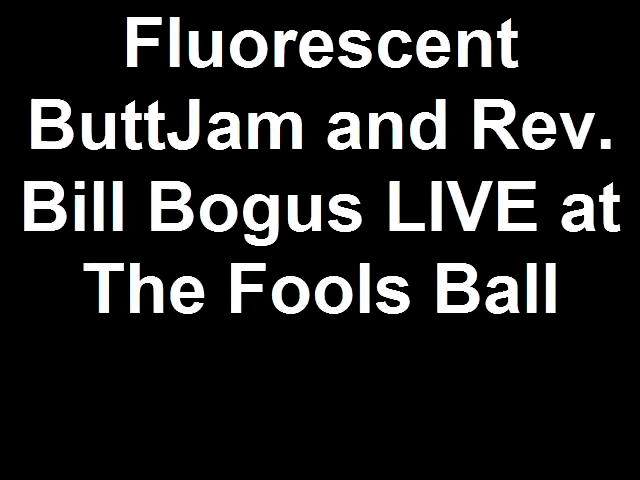 Fluorescent
ButtJam and Rev.
Bill Bogus LIVE at
The Fools Ball